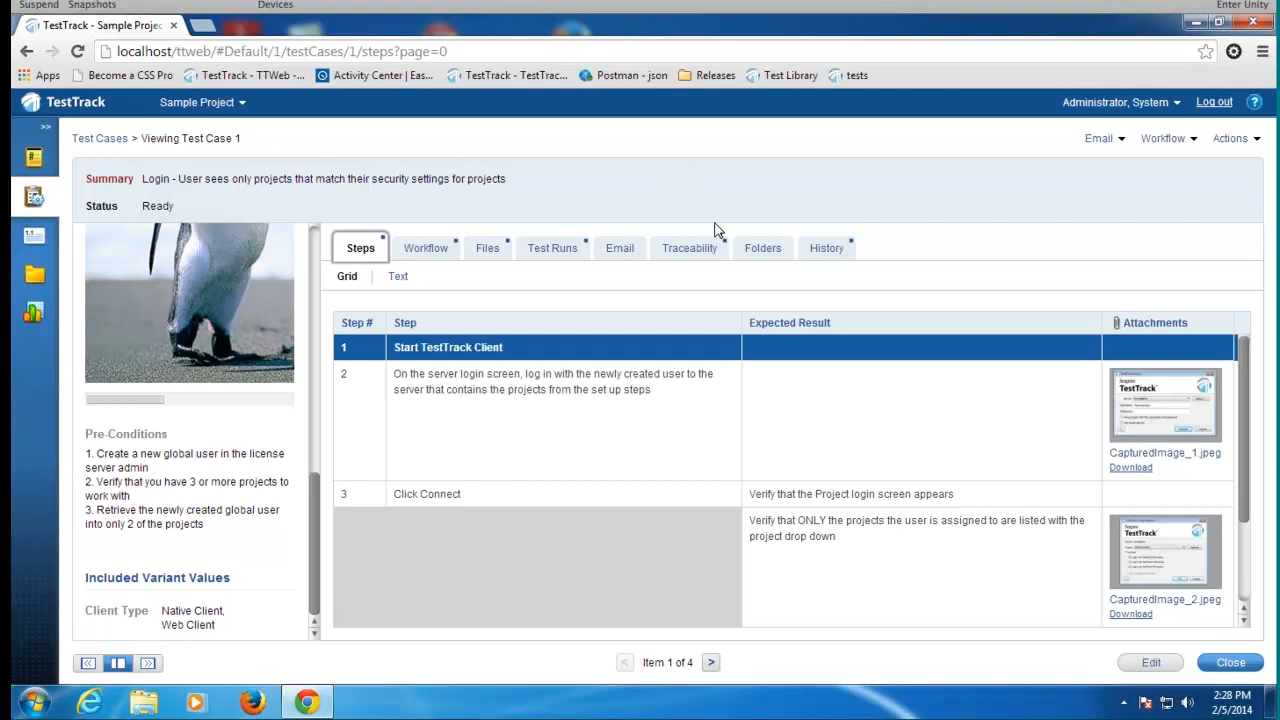 Suspend Snapshots Devices Enter Unity
TestTrack - Sample Projec
localhost/ttweb/#Default/1/testCases/1/steps?page=0
Apps Become a CSS Pro TestTrack - TTWeb -... Activity Center | Eas... TestTrack - TestTrac... Postman - json Releases Test Library tests
TestTrack Sample Project Administrator, System Log out ?
>>
Test Cases > Viewing Test Case 1 Email Workflow Actions
Summary Login - User sees only projects that match their security settings for projects
Status Ready
Steps Workflow Files Test Runs Email Traceability Folders History
Grid | Text
Step # Step Expected Result Attachments
1 Start TestTrack Client
2 On the server login screen, log in with the newly created user to the
server that contains the projects from the set up steps
TestTrack
CapturedImage_1.jpeg
Download
3 Click Connect Verify that the Project login screen appears
Verify that ONLY the projects the user is assigned to are listed with the
project drop down
TestTrack
CapturedImage_2.jpeg
Download
Pre-Conditions
1. Create a new global user in the license
server admin
2. Verify that you have 3 or more projects to
work with
3. Retrieve the newly created global user
into only 2 of the projects
Included Variant Values
Client Type Native Client,
Web Client
< Item 1 of 4 > Edit Close
2:28 PM
2/5/2014